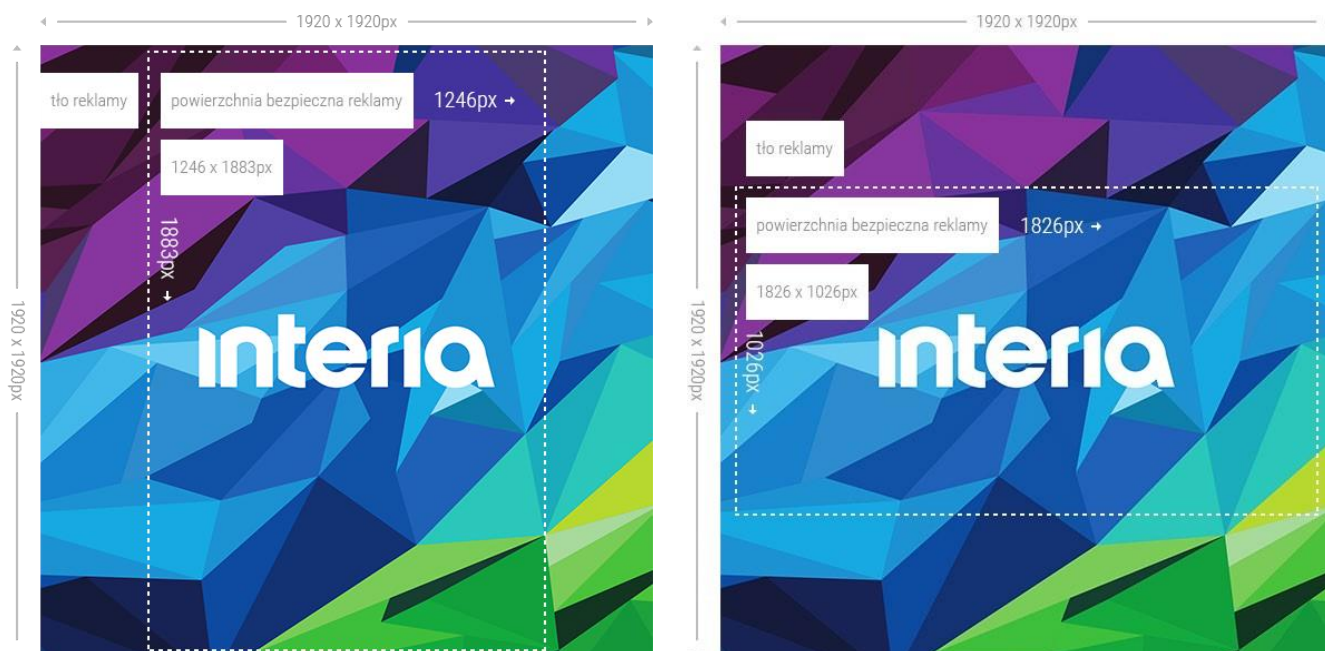 1920 x 1920px
tło reklamy
powierzchnia bezpieczna reklamy
1246px
1246 x 1883px
1883px
1920 x 1920px
interia
1920 x 1920px
tło reklamy
powierzchnia bezpieczna reklamy
1826px
1826 x 1026px
1026px
1920 x 1920px
interia